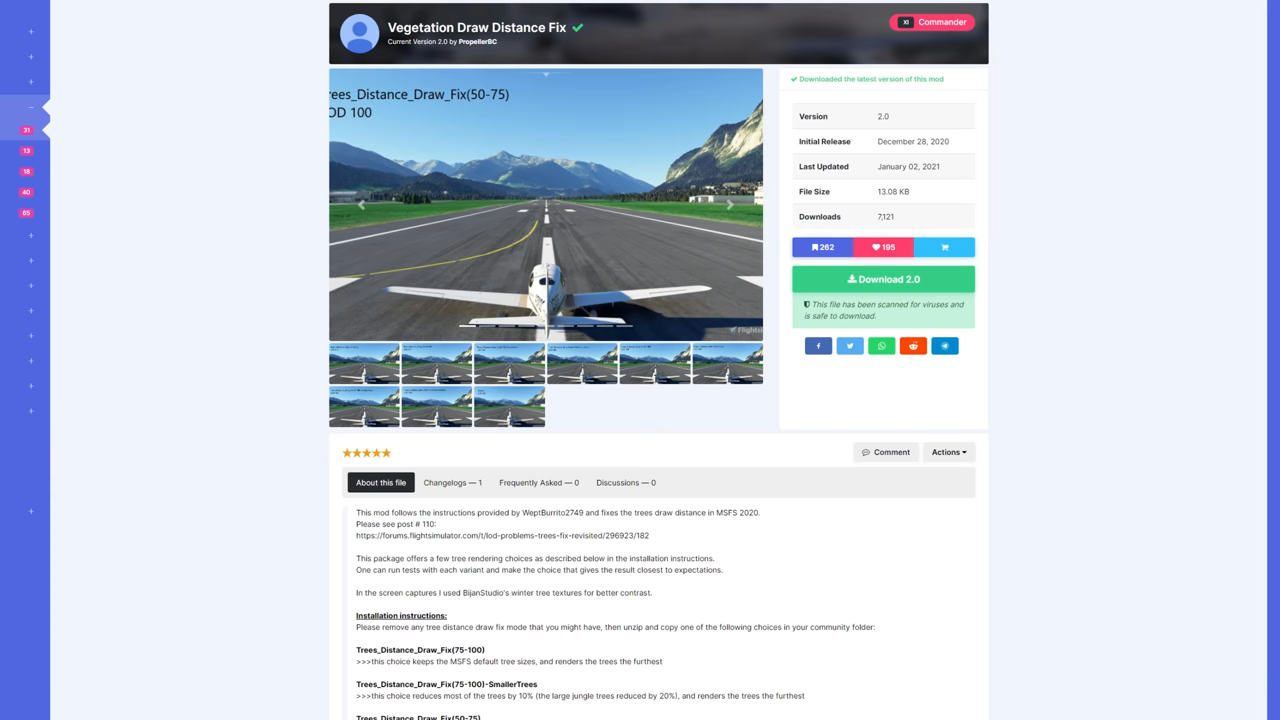 Vegetation Draw Distance Fix
Current Version 2.0 by PropellerBC
XI Commander
rees_Distance_Draw_Fix(50-75)
OD 100
Downloaded the latest version of this mod
Version 2.0
Initial Release December 28, 2020
Last Updated January 02, 2021
File Size 13.08 KB
Downloads 7,121
262 195
Download 2.0
This file has been scanned for viruses and
is safe to download.
31
13
18
40
65
Comment
Actions
About this file
Changelogs — 1
Frequently Asked — 0
Discussions — 0
This mod follows the instructions provided by WeptBurrito2749 and fixes the trees draw distance in MSFS 2020.
Please see post # 110:
https://forums.flightsimulator.com/t/lod-problems-trees-fix-revisited/296923/182
This package offers a few tree rendering choices as described below in the installation instructions.
One can run tests with each variant and make the choice that gives the result closest to expectations.
In the screen captures I used BijanStudio's winter tree textures for better contrast.
Installation instructions:
Please remove any tree distance draw fix mode that you might have, then unzip and copy one of the following choices in your community folder:
Trees_Distance_Draw_Fix(75-100)
>>>this choice keeps the MSFS default tree sizes, and renders the trees the furthest
Trees_Distance_Draw_Fix(75-100)-SmallerTrees
>>>this choice reduces most of the trees by 10% (the large jungle trees reduced by 20%), and renders the trees the furthest
Trees_Distance_Draw_Fix(50-75)